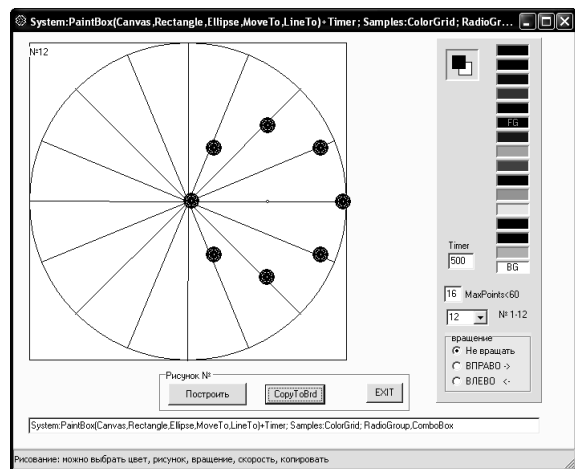 System:PaintBox(Canvas,Rectangle,Ellipse,MoveTo,LineTo)+Timer; Samples:ColorGrid; RadioGr...
№12
FG
Timer
500
BG
16 MaxPoints<60
12 № 1-12
вращение
Не вращать
ВПРАВО ->
ВЛЕВО <-
Рисунок №
Построить CopyToBrd EXIT
System:PaintBox(Canvas,Rectangle,Ellipse,MoveTo,LineTo)+Timer; Samples:ColorGrid; RadioGroup,ComboBox
Рисование: можно выбрать цвет, рисунок, вращение, скорость, копировать